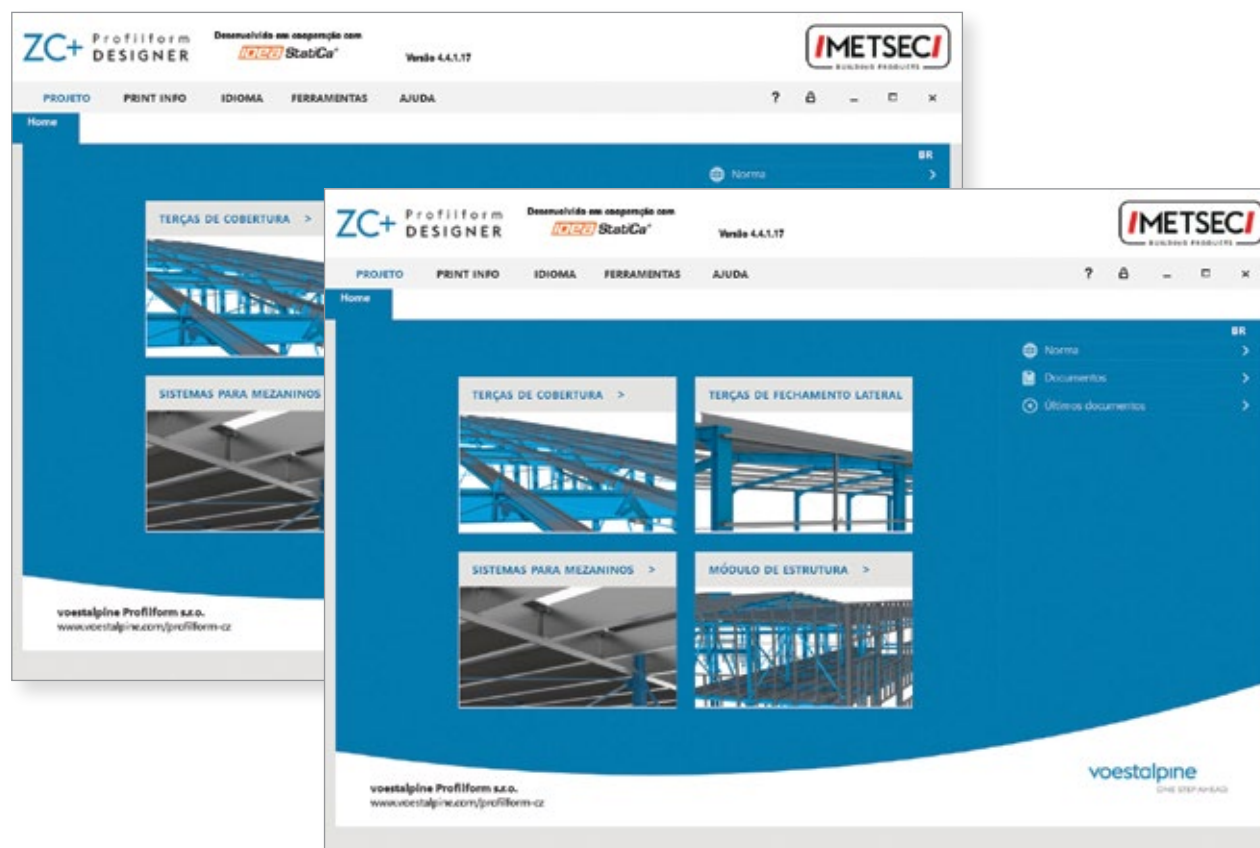 ZC+ Profilform DESIGNER
Desenvolvido em cooperação com
idea StatiCa®
Versão 4.4.1.17
METSEC
BUILDING PRODUCTS
PROJETO PRINT INFO IDIOMA FERRAMENTAS AJUDA ?
Home
BR
Norma
TERÇAS DE COBERTURA >
SISTEMAS PARA MEZANINOS
voestalpine Profilform s.r.o.
www.voestalpine.com/profilform-cz
ZC+ Profilform DESIGNER
Desenvolvido em cooperação com
idea StatiCa®
Versão 4.4.1.17
METSEC
BUILDING PRODUCTS
PROJETO PRINT INFO IDIOMA FERRAMENTAS AJUDA ?
Home
BR
Norma >
Documentos >
Últimos documentos >
TERÇAS DE COBERTURA >
TERÇAS DE FECHAMENTO LATERAL
SISTEMAS PARA MEZANINOS >
MÓDULO DE ESTRUTURA >
voestalpine Profilform s.r.o.
www.voestalpine.com/profilform-cz
voestalpine
ONE STEP AHEAD